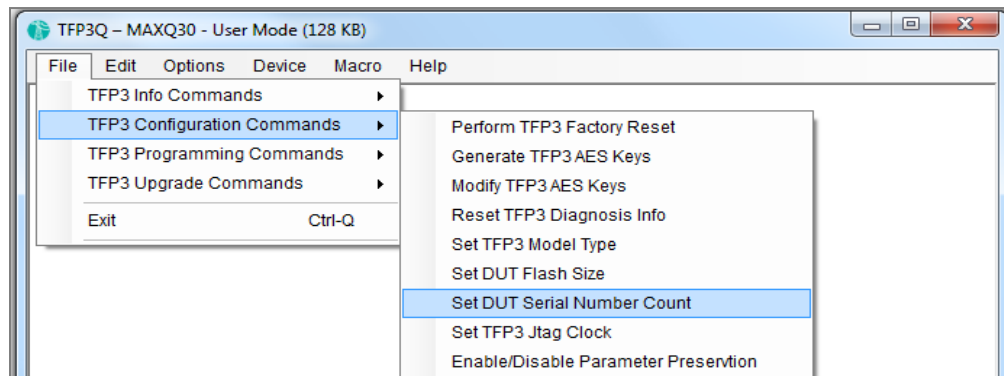 TFP3Q – MAXQ30 - User Mode (128 KB)
File Edit Options Device Macro Help
TFP3 Info Commands
TFP3 Configuration Commands
TFP3 Programming Commands
TFP3 Upgrade Commands
Exit Ctrl-Q
Perform TFP3 Factory Reset
Generate TFP3 AES Keys
Modify TFP3 AES Keys
Reset TFP3 Diagnosis Info
Set TFP3 Model Type
Set DUT Flash Size
Set DUT Serial Number Count
Set TFP3 Jtag Clock
Enable/Disable Parameter Preservtion